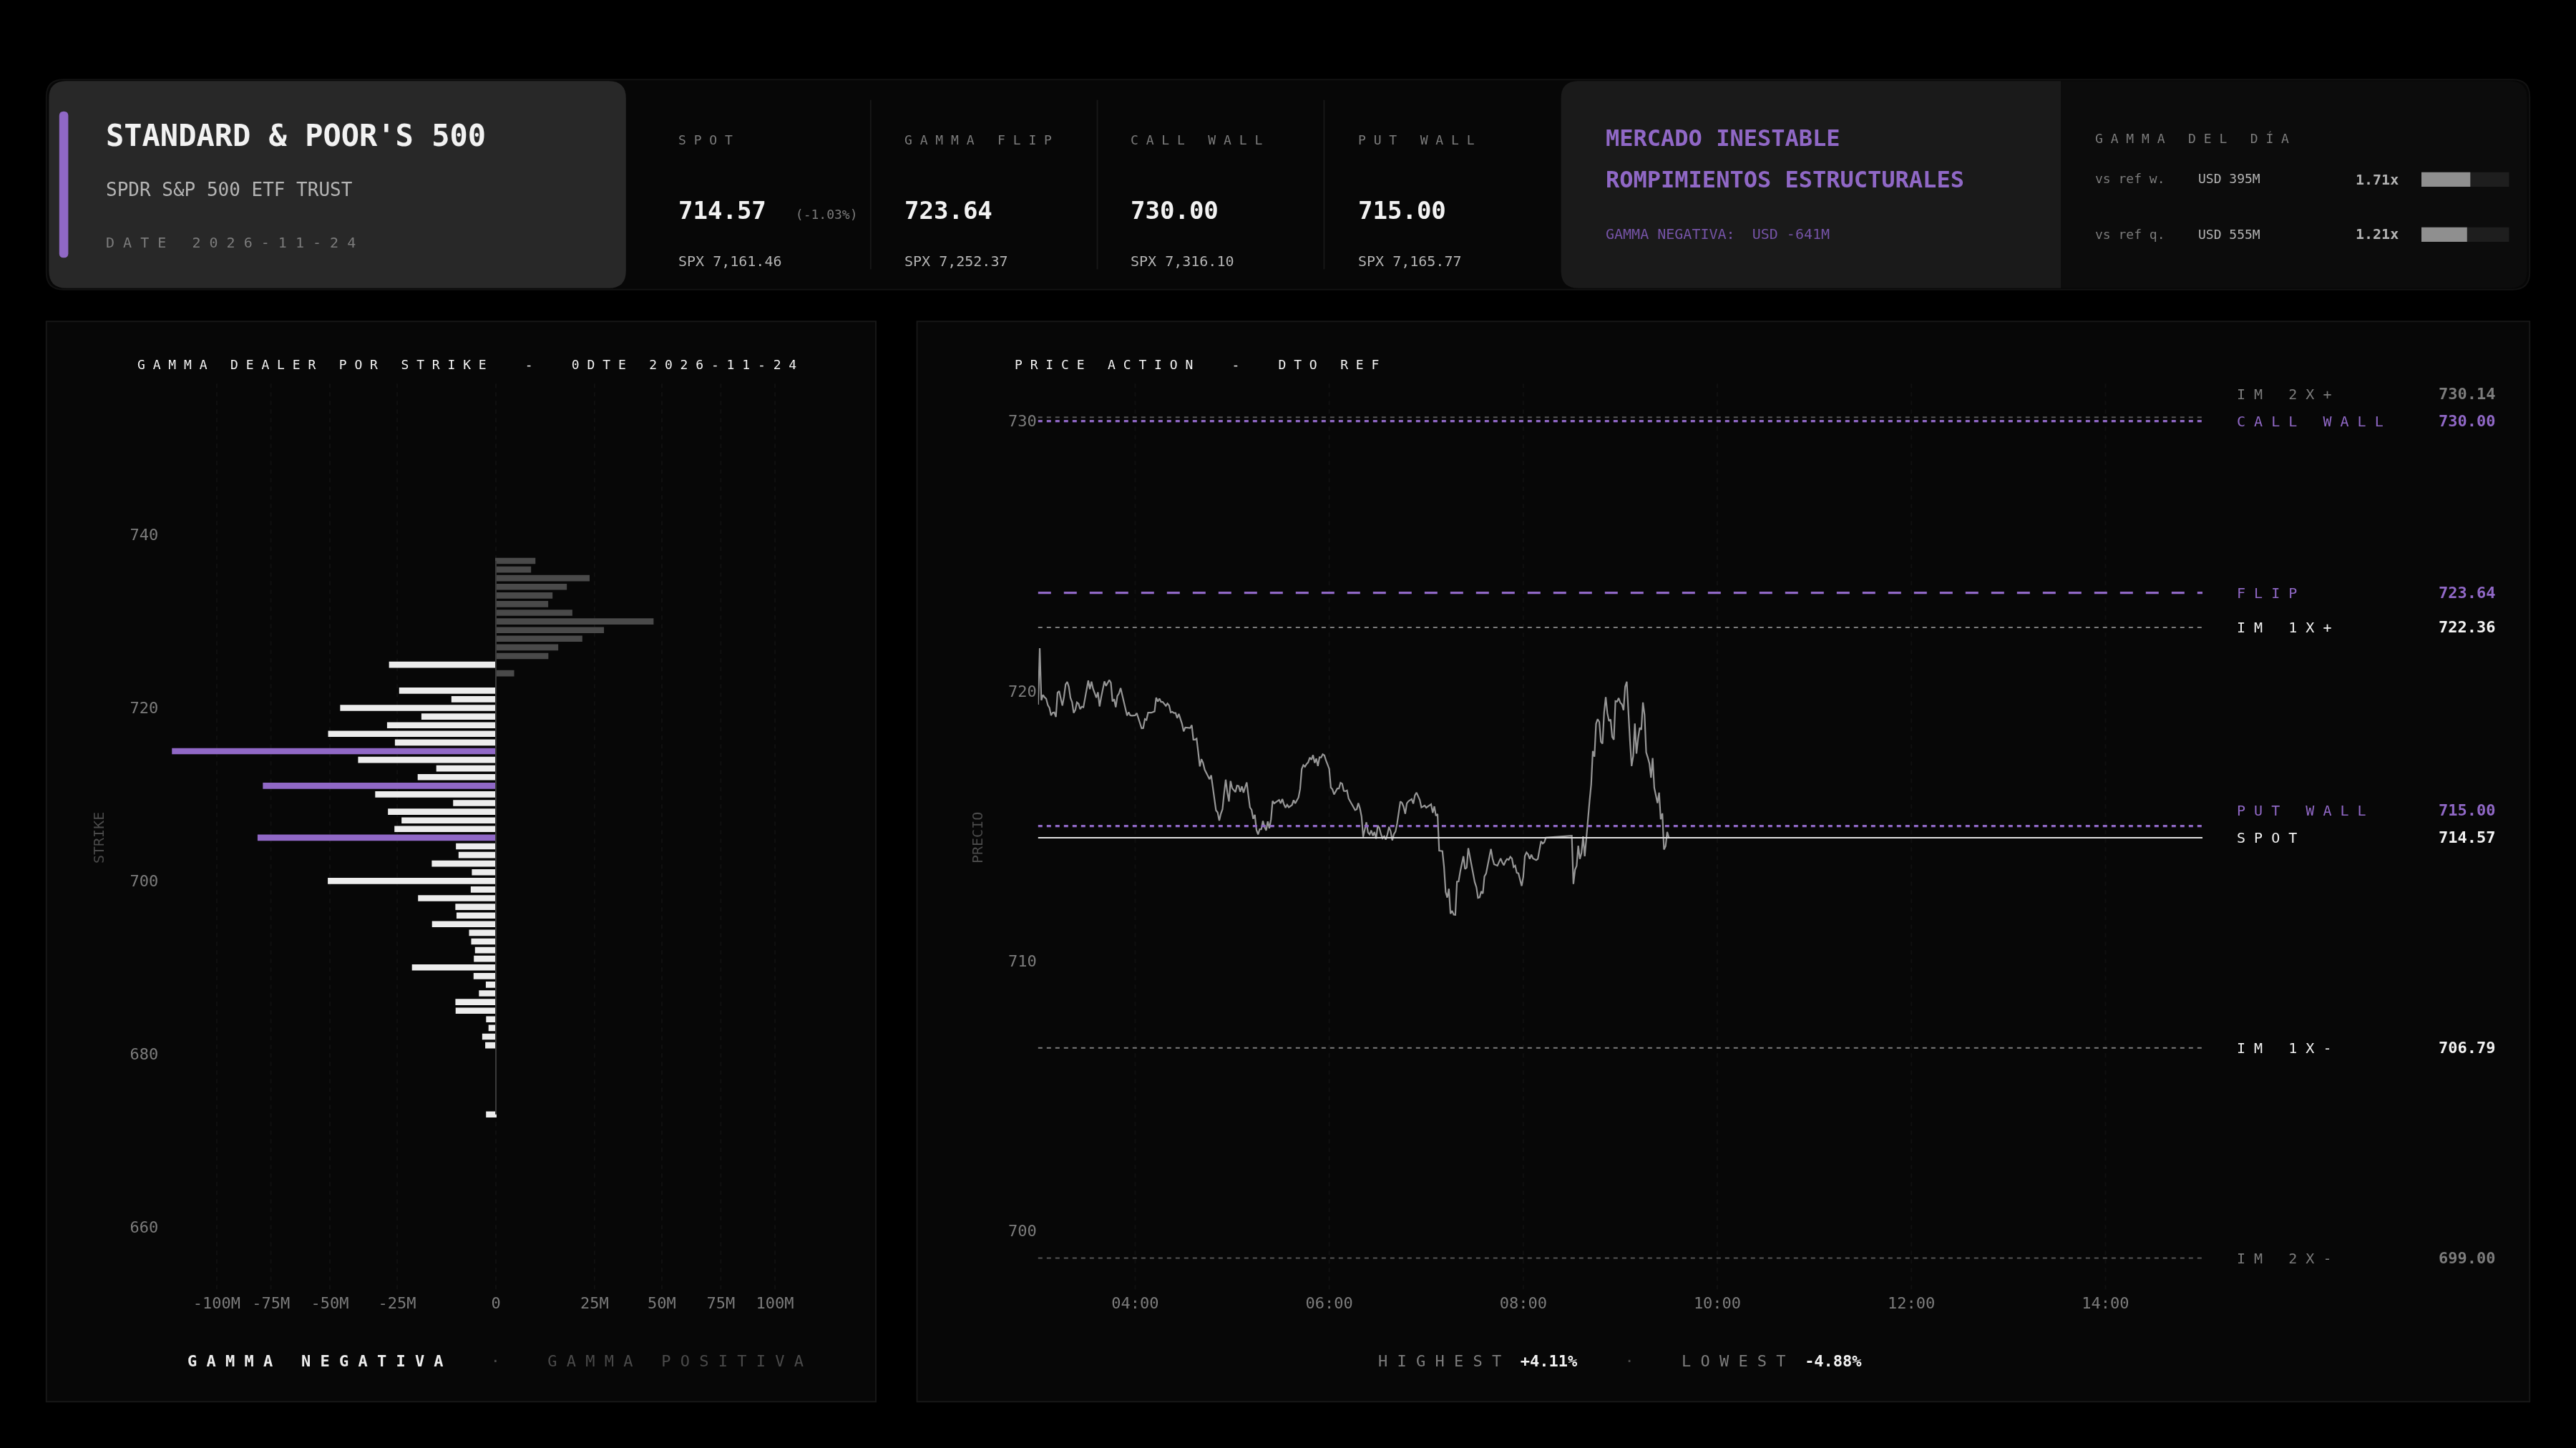 STANDARD & POOR'S 500
SPDR S&P 500 ETF TRUST
DATE 2026-11-24
SPOT
714.57 (-1.03%)
SPX 7,161.46
GAMMA FLIP
723.64
SPX 7,252.37
CALL WALL
730.00
SPX 7,316.10
PUT WALL
715.00
SPX 7,165.77
MERCADO INESTABLE
ROMPIMIENTOS ESTRUCTURALES
GAMMA NEGATIVA: USD -641M
GAMMA DEL DÍA
vs ref w. USD 395M 1.71x
vs ref q. USD 555M 1.21x
GAMMA DEALER POR STRIKE - 0DTE 2026-11-24
STRIKE
740
720
700
680
660
-100M -75M -50M -25M 0 25M 50M 75M 100M
GAMMA NEGATIVA · GAMMA POSITIVA
PRICE ACTION - DTO REF
PRECIO
730
720
710
700
IM 2X+ 730.14
CALL WALL 730.00
FLIP 723.64
IM 1X+ 722.36
PUT WALL 715.00
SPOT 714.57
IM 1X- 706.79
IM 2X- 699.00
04:00 06:00 08:00 10:00 12:00 14:00
HIGHEST +4.11% · LOWEST -4.88%